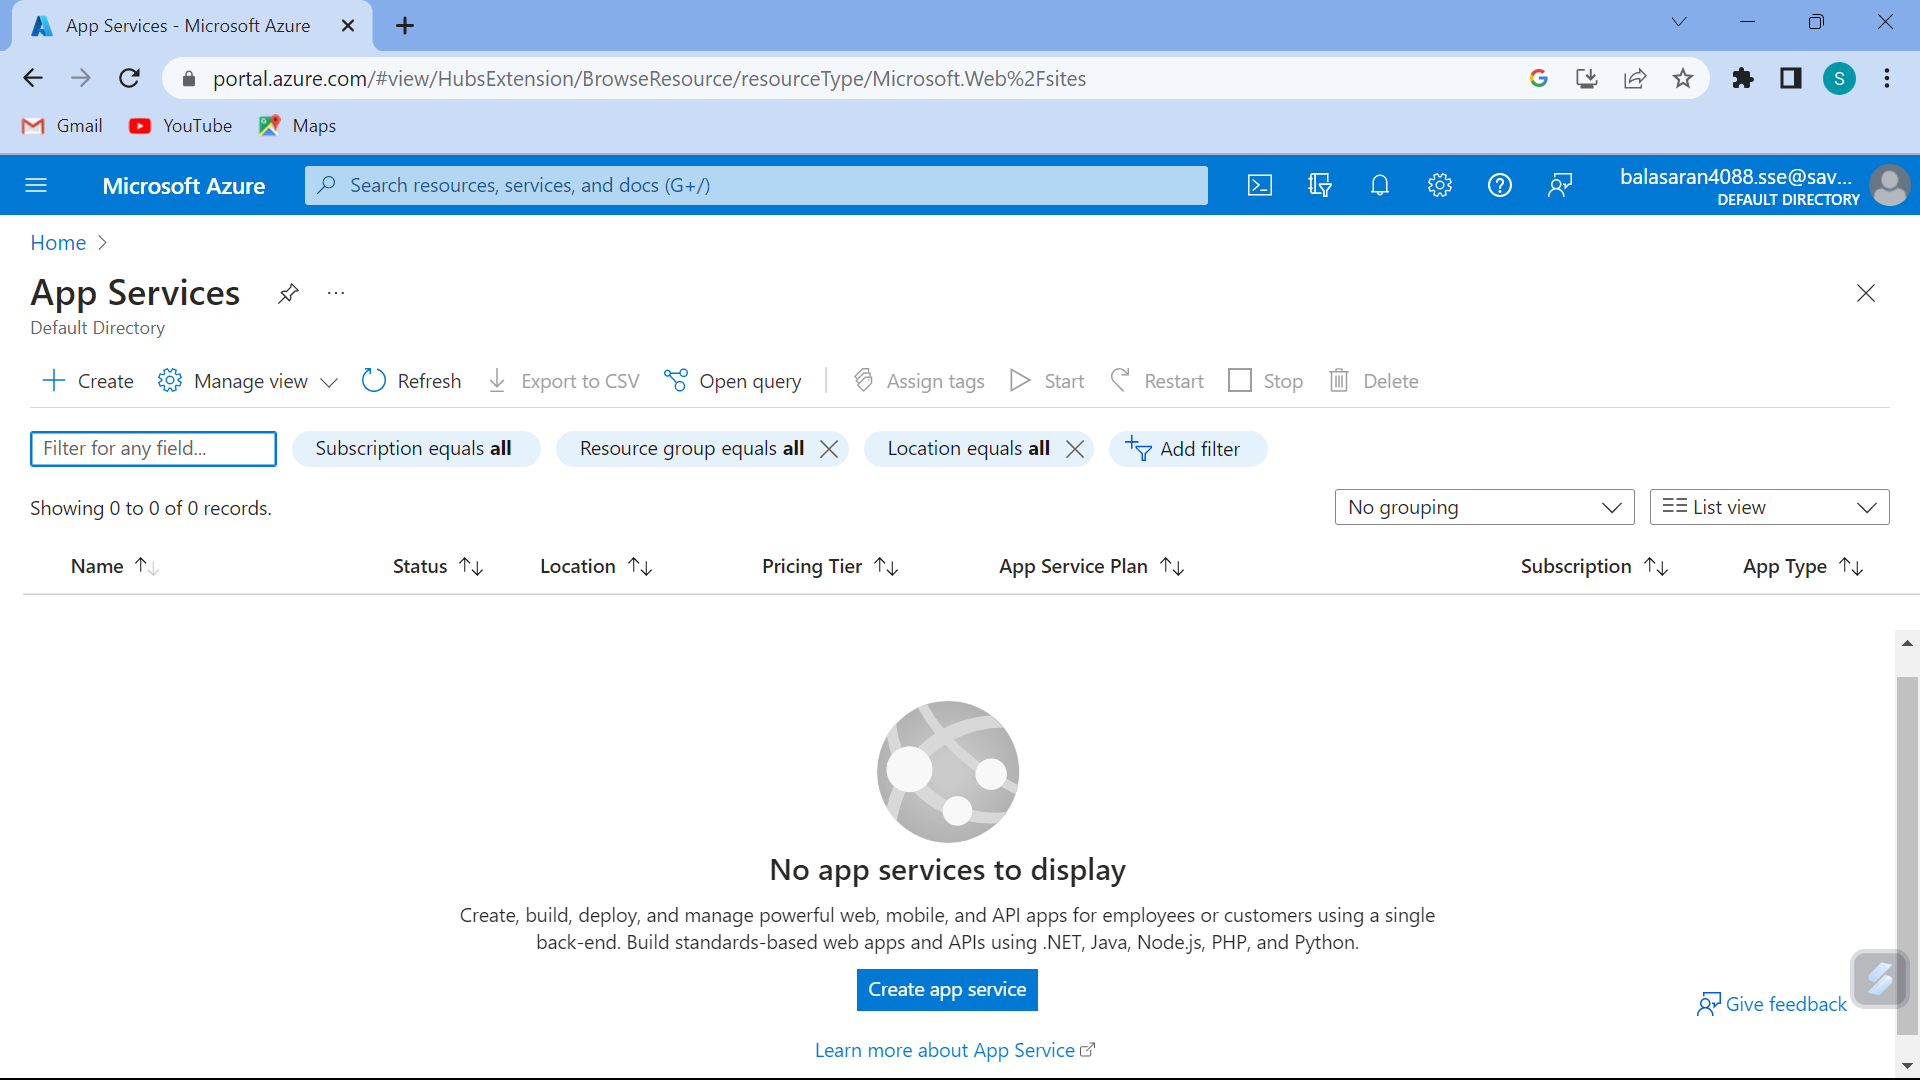 App Services - Microsoft Azure
portal.azure.com/#view/HubsExtension/BrowseResource/resourceType/Microsoft.Web%2Fsites
S
Gmail YouTube Maps
Microsoft Azure
Search resources, services, and docs (G+/)
balasaran4088.sse@sav...
DEFAULT DIRECTORY
Home
App Services
Default Directory
Create Manage view Refresh Export to CSV Open query Assign tags Start Restart Stop Delete
Filter for any field... Subscription equals all Resource group equals all Location equals all Add filter
Showing 0 to 0 of 0 records. No grouping List view
Name Status Location Pricing Tier App Service Plan Subscription App Type
No app services to display
Create, build, deploy, and manage powerful web, mobile, and API apps for employees or customers using a single
back-end. Build standards-based web apps and APIs using .NET, Java, Node.js, PHP, and Python.
Create app service
Give feedback
Learn more about App Service